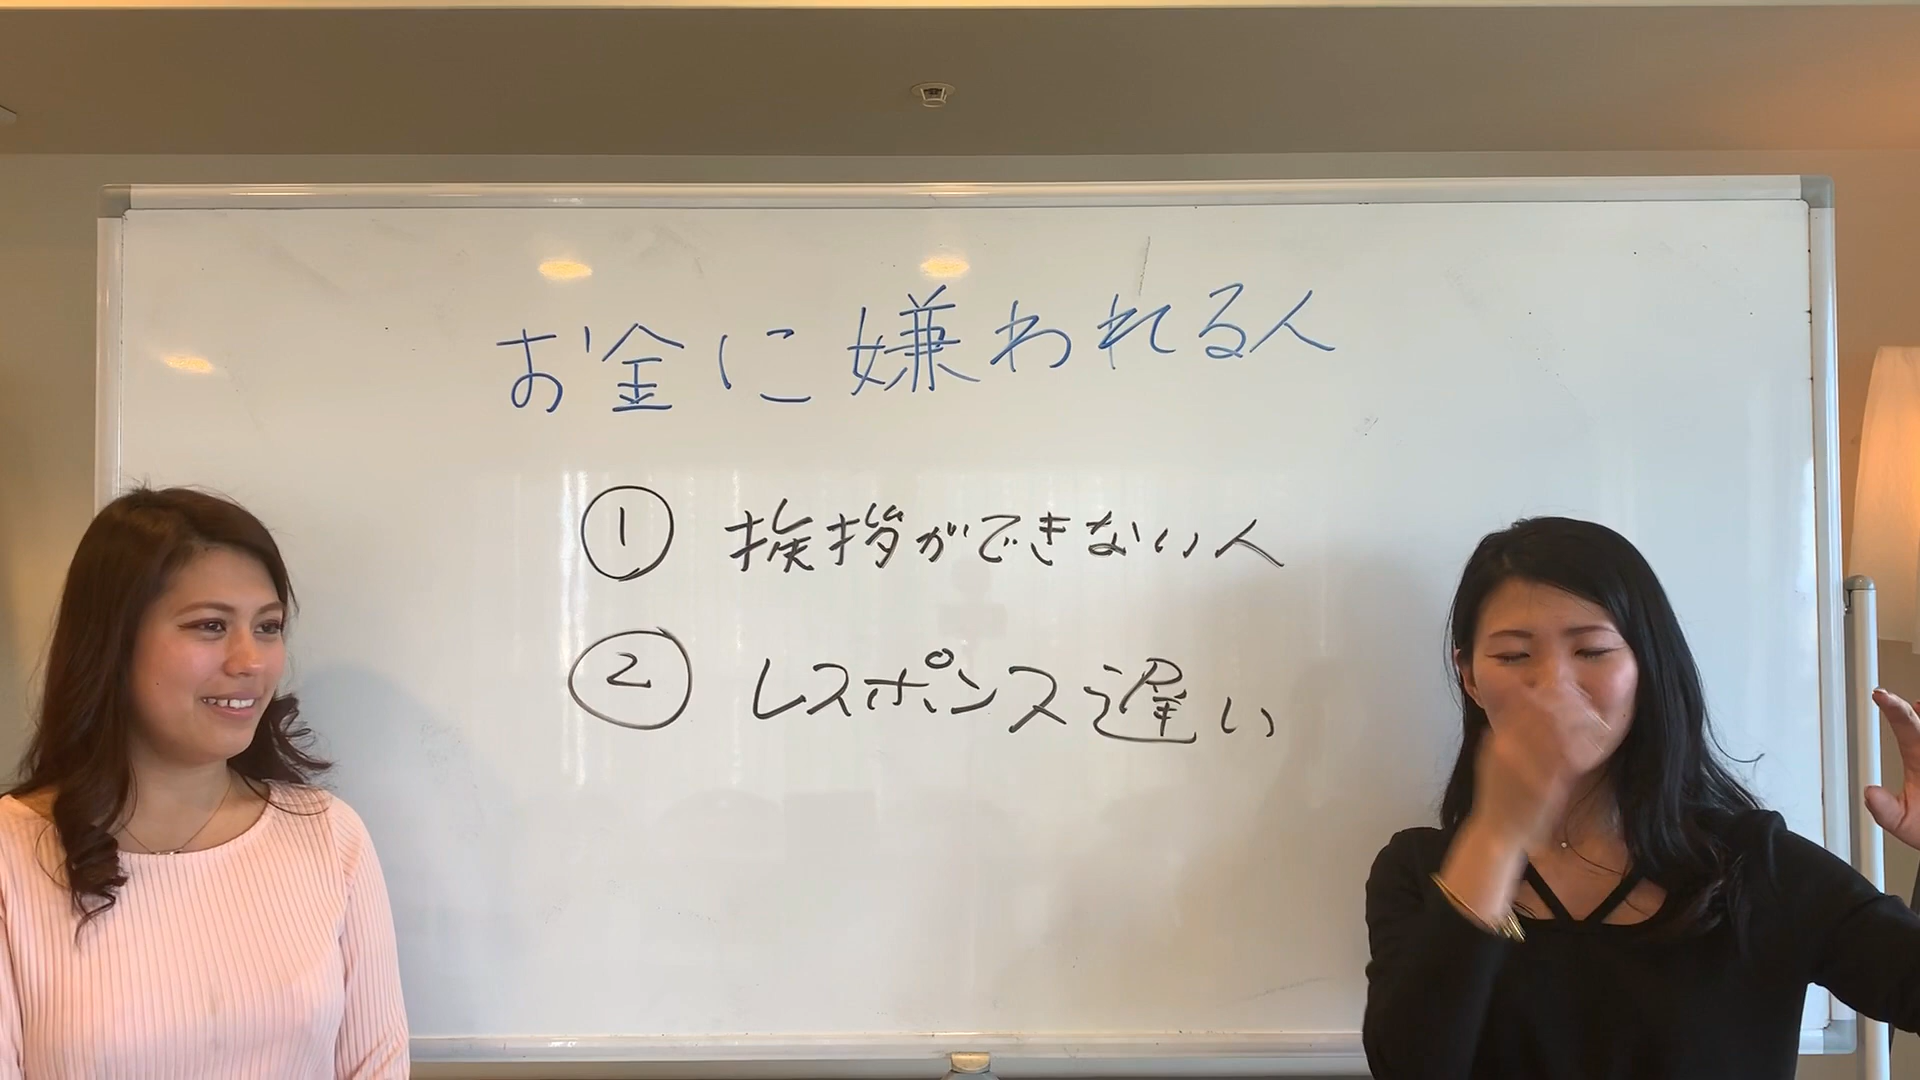 お金に嫌われる人
① 挨拶ができない人
② レスポンス遅い